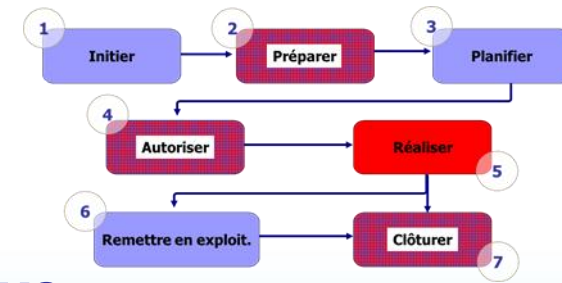 1
Initier
2
Préparer
3
Planifier
4
Autoriser
Réaliser
5
6
Remettre en exploit.
Clôturer
7